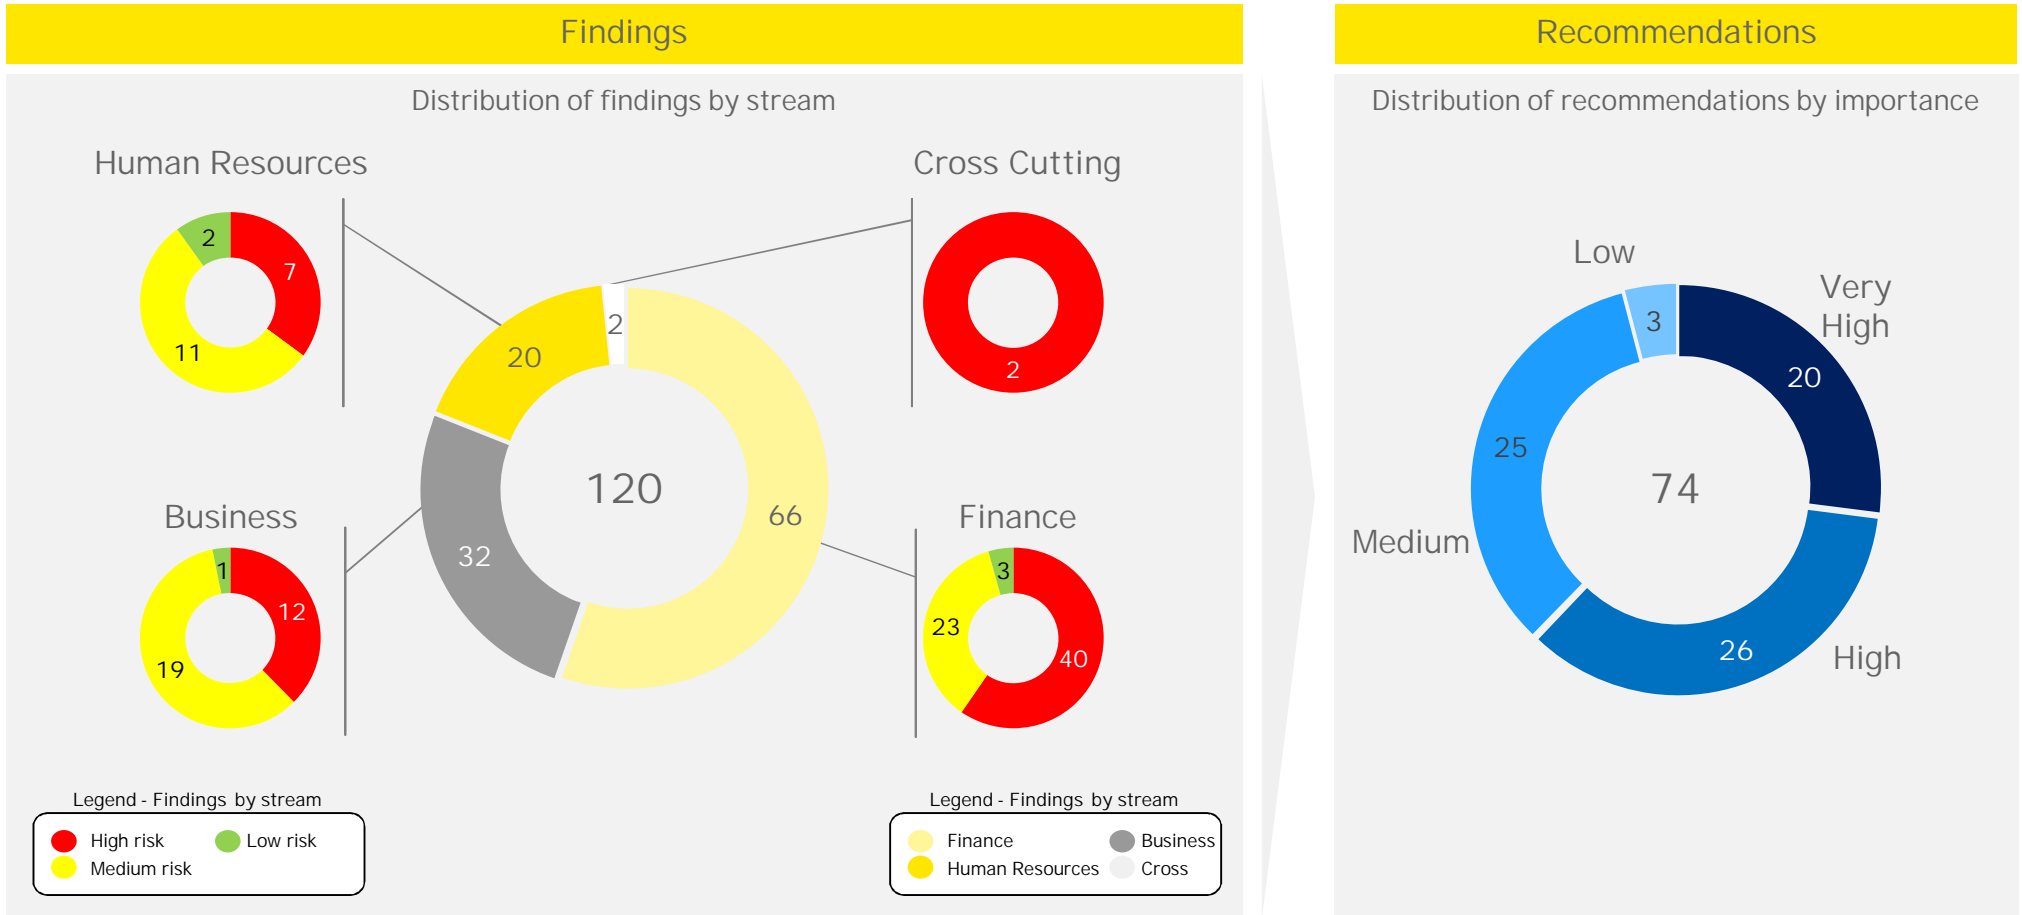 Findings
Recommendations
Distribution of findings by stream
Distribution of recommendations by importance
Human Resources
Cross Cutting
2
7
11
2
2
20
66
32
120
Business
1
12
19
Finance
3
23
40
Low
Very
High
3
20
25
74
Medium
26
High
Legend - Findings by stream
High risk
Low risk
Medium risk
Legend - Findings by stream
Finance
Business
Human Resources
Cross